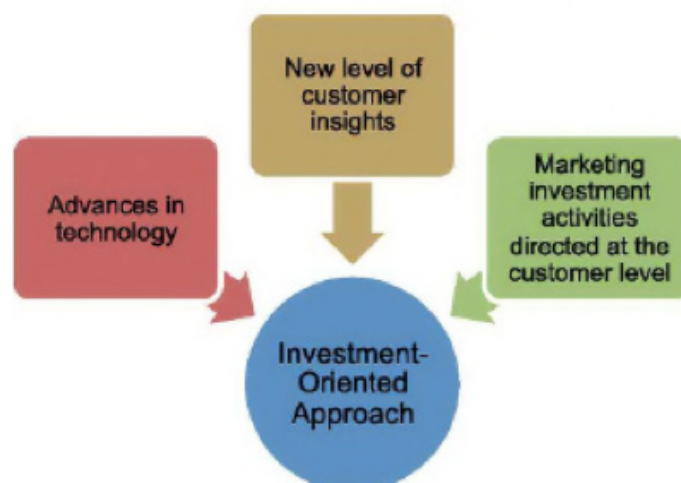 New level of
customer
insights
Advances in
technology
Marketing
investment
activities
directed at the
customer level
Investment-
Oriented
Approach